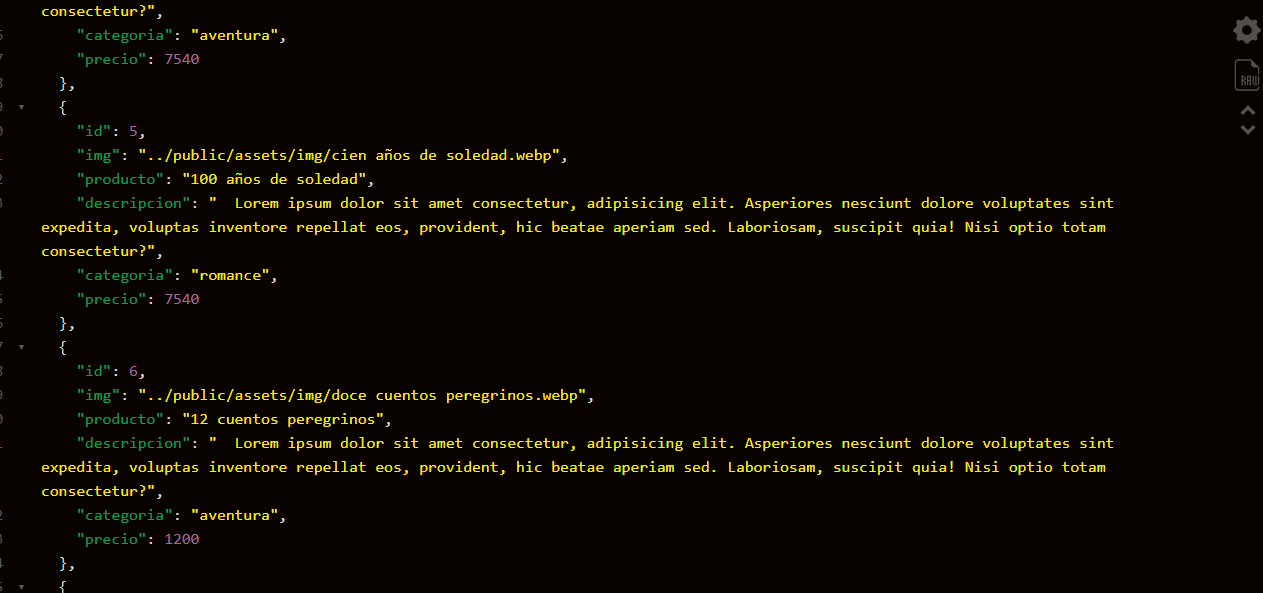 consectetur?",
"categoria": "aventura",
"precio": 7540
},
{
"id": 5,
"img": "../public/assets/img/cien años de soledad.webp",
"producto": "100 años de soledad",
"descripcion": "  Lorem ipsum dolor sit amet consectetur, adipisicing elit. Asperiores nesciunt dolore voluptates sint
expedita, voluptas inventore repellat eos, provident, hic beatae aperiam sed. Laboriosam, suscipit quia! Nisi optio totam
consectetur?",
"categoria": "romance",
"precio": 7540
},
{
"id": 6,
"img": "../public/assets/img/doce cuentos peregrinos.webp",
"producto": "12 cuentos peregrinos",
"descripcion": "  Lorem ipsum dolor sit amet consectetur, adipisicing elit. Asperiores nesciunt dolore voluptates sint
expedita, voluptas inventore repellat eos, provident, hic beatae aperiam sed. Laboriosam, suscipit quia! Nisi optio totam
consectetur?",
"categoria": "aventura",
"precio": 1200
},
{
RAW